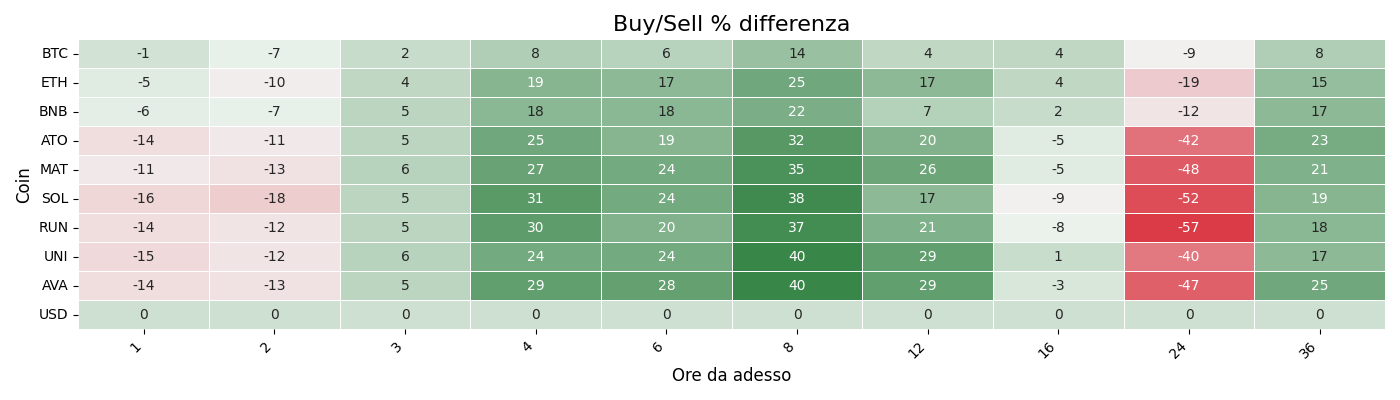 Buy/Sell % differenza
Coin
BTC -1 -7 2 8 6 14 4 4 -9 8
ETH -5 -10 4 19 17 25 17 4 -19 15
BNB -6 -7 5 18 18 22 7 2 -12 17
ATO -14 -11 5 25 19 32 20 -5 -42 23
MAT -11 -13 6 27 24 35 26 -5 -48 21
SOL -16 -18 5 31 24 38 17 -9 -52 19
RUN -14 -12 5 30 20 37 21 -8 -57 18
UNI -15 -12 6 24 24 40 29 1 -40 17
AVA -14 -13 5 29 28 40 29 -3 -47 25
USD 0 0 0 0 0 0 0 0 0 0
1 2 3 4 6 8 12 16 24 36
Ore da adesso